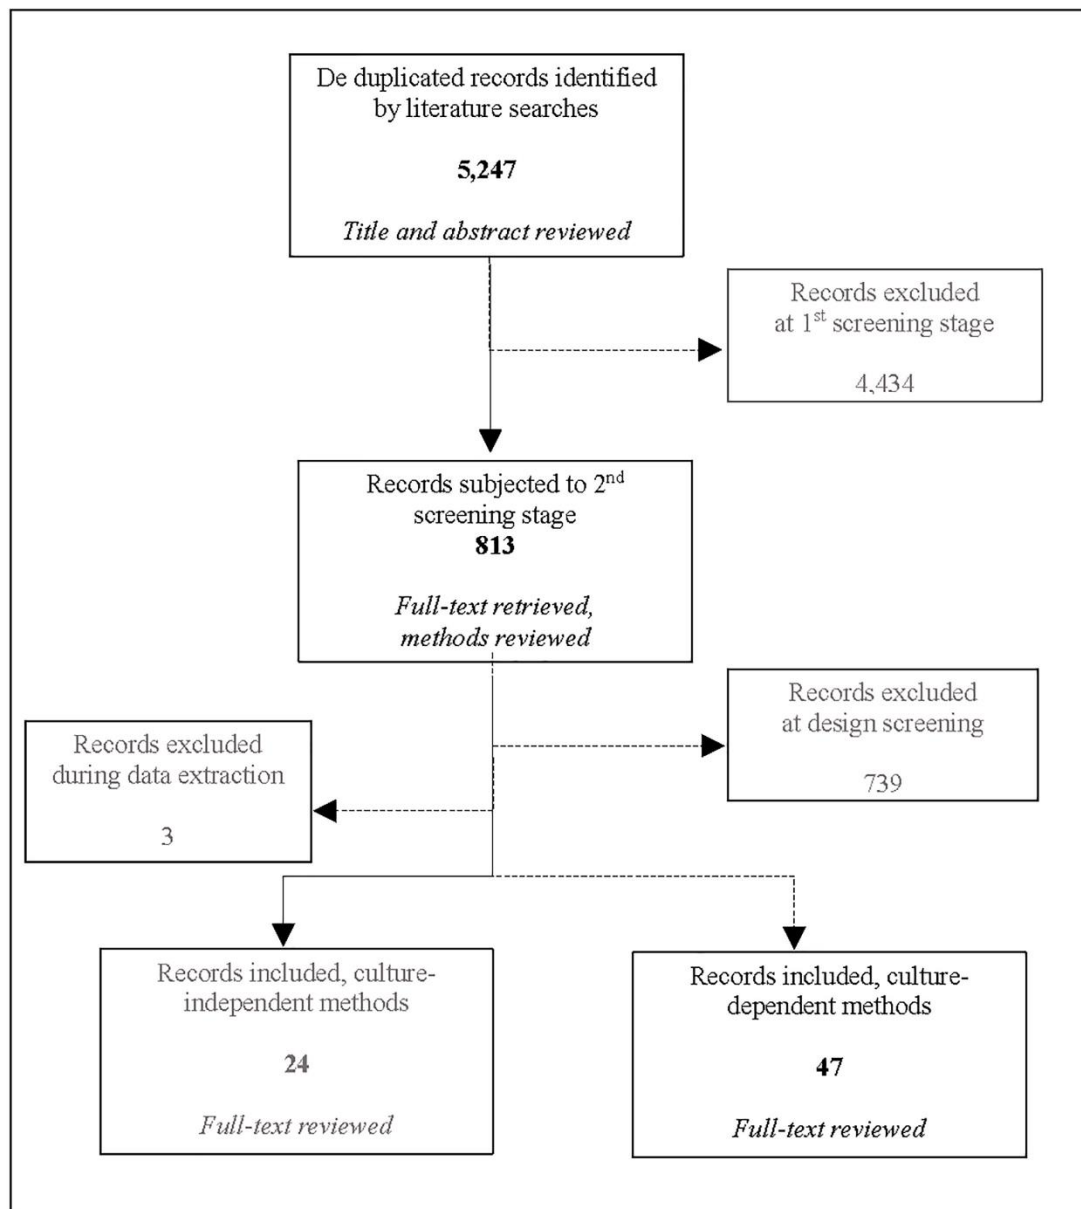 De duplicated records identified
by literature searches
5,247
Title and abstract reviewed
Records excluded
at 1st screening stage
4,434
Records subjected to 2nd
screening stage
813
Full-text retrieved,
methods reviewed
Records excluded
at design screening
739
Records excluded
during data extraction
3
Records included, culture-
independent methods
24
Full-text reviewed
Records included, culture-
dependent methods
47
Full-text reviewed